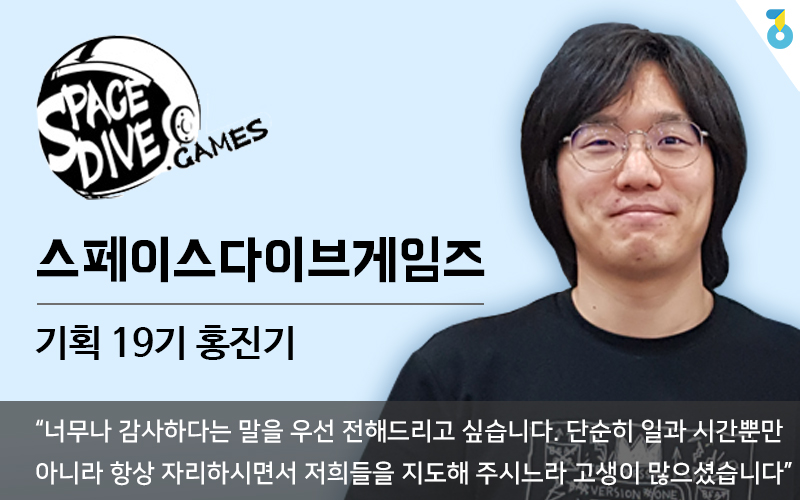 SPACE
DIVE
.GAMES
스페이스다이브게임즈
기획 19기 홍진기
“너무나 감사하다는 말을 우선 전해드리고 싶습니다. 단순히 일과 시간뿐만
아니라 항상 자리하시면서 저희들을 지도해 주시느라 고생이 많으셨습니다”
VERSION ONE